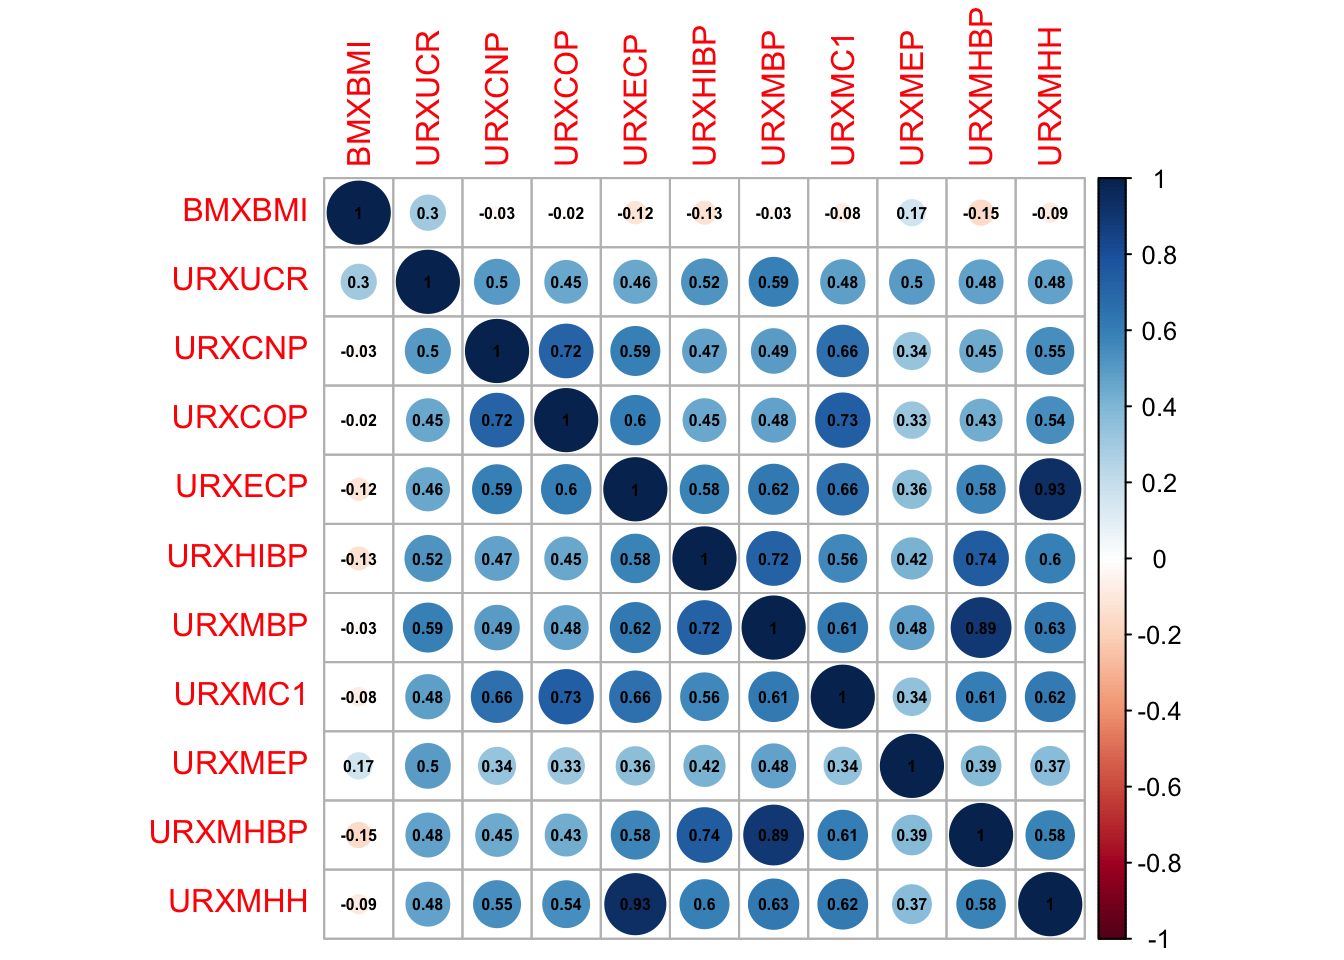 BMXBMI URXUCR URXCNP URXCOP URXECP URXHIBP URXMBP URXMC1 URXMEP URXMHBP URXMHH
BMXBMI 1 0.3 -0.03 -0.02 -0.12 -0.13 -0.03 -0.08 0.17 -0.15 -0.09
URXUCR 0.3 1 0.5 0.45 0.46 0.52 0.59 0.48 0.5 0.48 0.48
URXCNP -0.03 0.5 1 0.72 0.59 0.47 0.49 0.66 0.34 0.45 0.55
URXCOP -0.02 0.45 0.72 1 0.6 0.45 0.48 0.73 0.33 0.43 0.54
URXECP -0.12 0.46 0.59 0.6 1 0.58 0.62 0.66 0.36 0.58 0.93
URXHIBP -0.13 0.52 0.47 0.45 0.58 1 0.72 0.56 0.42 0.74 0.6
URXMBP -0.03 0.59 0.49 0.48 0.62 0.72 1 0.61 0.48 0.89 0.63
URXMC1 -0.08 0.48 0.66 0.73 0.66 0.56 0.61 1 0.34 0.61 0.62
URXMEP 0.17 0.5 0.34 0.33 0.36 0.42 0.48 0.34 1 0.39 0.37
URXMHBP -0.15 0.48 0.45 0.43 0.58 0.74 0.89 0.61 0.39 1 0.58
URXMHH -0.09 0.48 0.55 0.54 0.93 0.6 0.63 0.62 0.37 0.58 1
1
0.8
0.6
0.4
0.2
0
-0.2
-0.4
-0.6
-0.8
-1